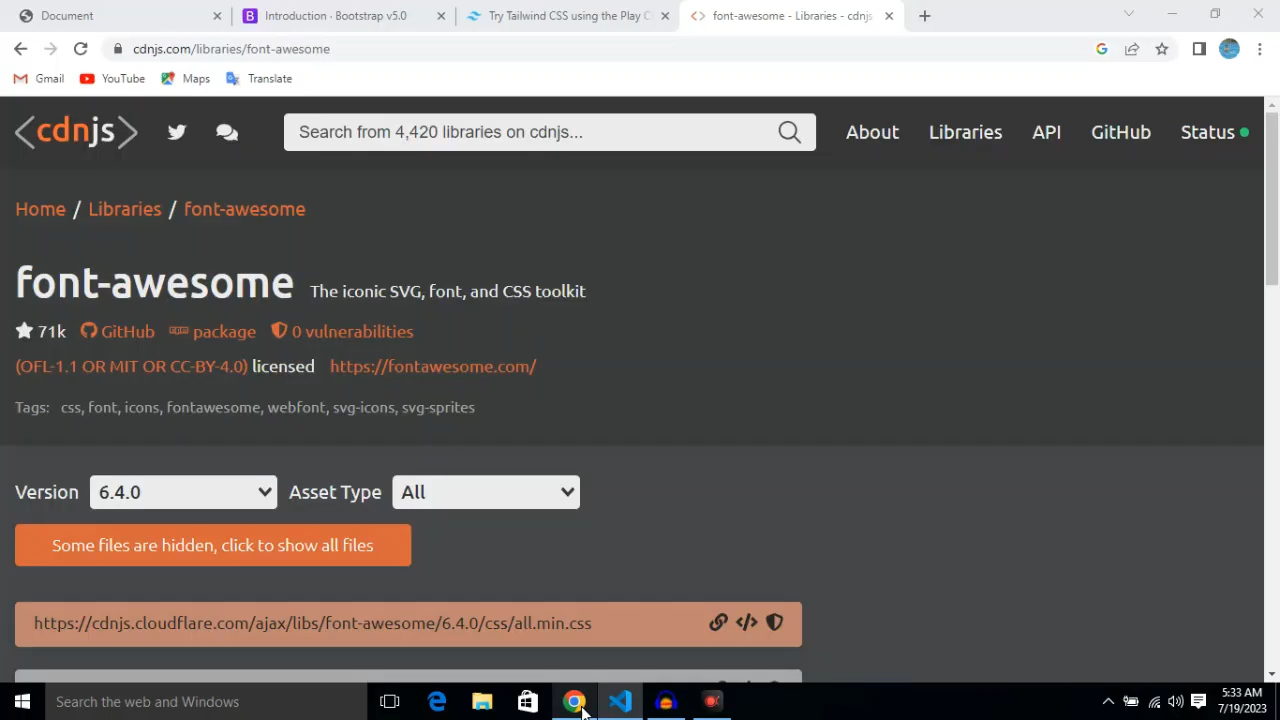 Document
Introduction · Bootstrap v5.0
Try Tailwind CSS using the Play C
font-awesome - Libraries - cdnjs
cdnjs.com/libraries/font-awesome
Gmail
YouTube
Maps
Translate
<cdnjs>
Search from 4,420 libraries on cdnjs...
About
Libraries
API
GitHub
Status
Home / Libraries / font-awesome
font-awesome The iconic SVG, font, and CSS toolkit
71k GitHub package 0 vulnerabilities
(OFL-1.1 OR MIT OR CC-BY-4.0) licensed https://fontawesome.com/
Tags: css, font, icons, fontawesome, webfont, svg-icons, svg-sprites
Version 6.4.0 Asset Type All
Some files are hidden, click to show all files
https://cdnjs.cloudflare.com/ajax/libs/font-awesome/6.4.0/css/all.min.css
Search the web and Windows
5:33 AM
7/19/2023